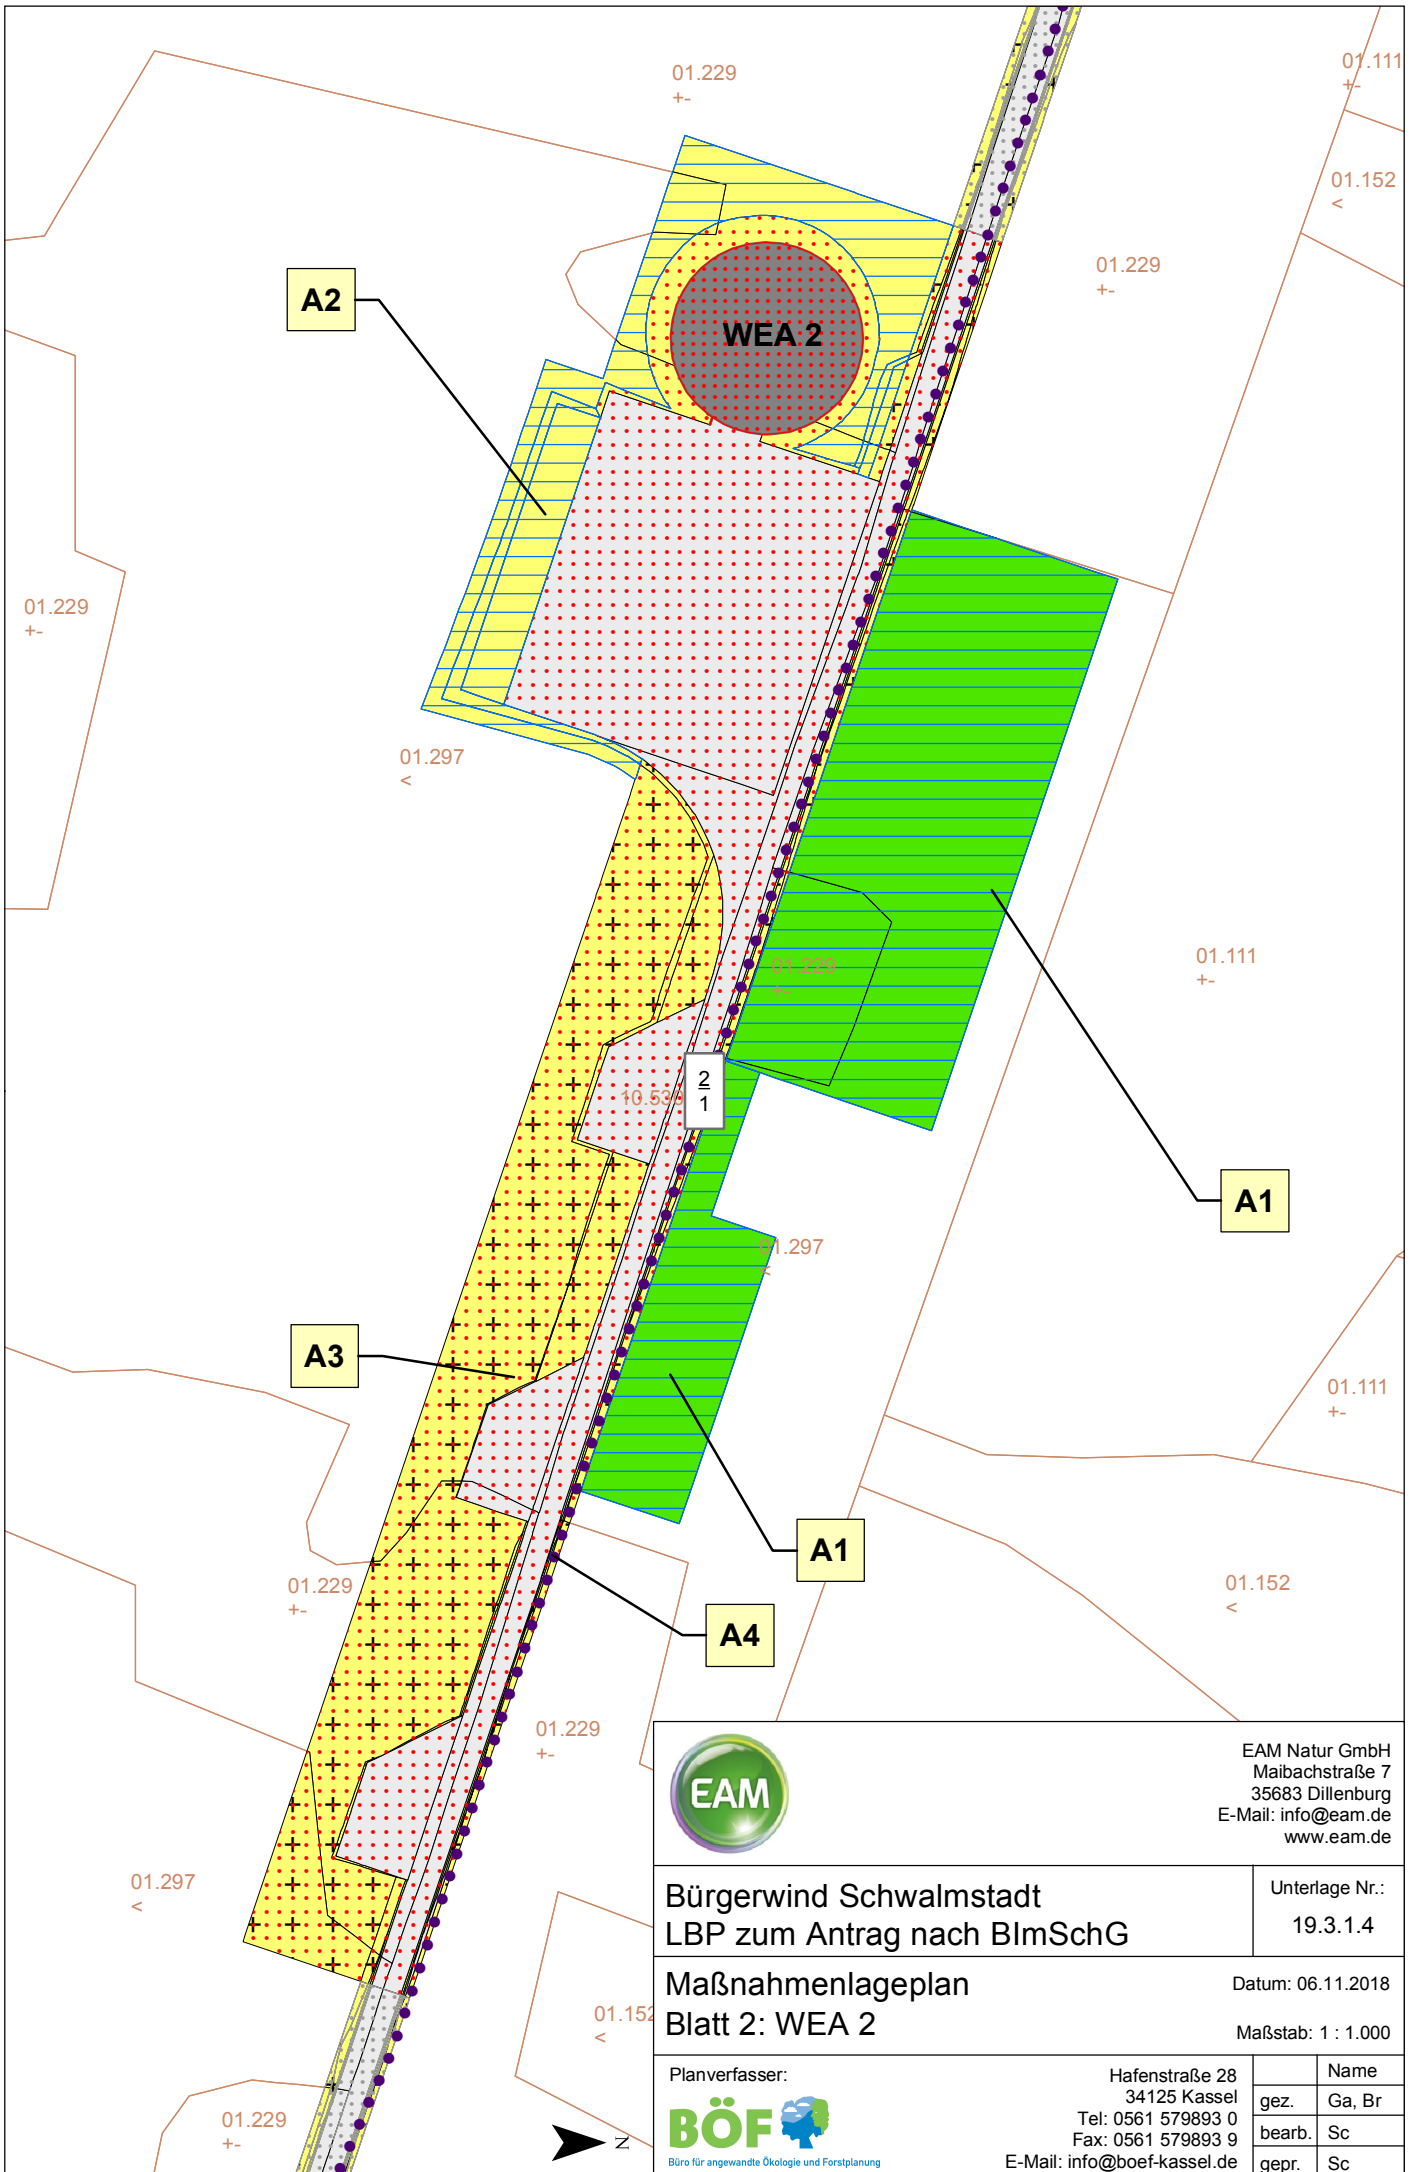 01.229
+-
01.111
+-
01.152
<
01.229
+-
A2
WEA 2
01.229
+-
01.297
<
01.229
+-
01.111
+-
2
1
10.530
A1
01.297
<
A3
01.111
+-
A1
01.229
+-
01.152
<
A4
01.229
+-
01.297
<
01.152
<
01.229
+-
N
EAM
EAM Natur GmbH
Maibachstraße 7
35683 Dillenburg
E-Mail: info@eam.de
www.eam.de
Bürgerwind Schwalmstadt
LBP zum Antrag nach BImSchG
Unterlage Nr.:
19.3.1.4
Maßnahmenlageplan
Blatt 2: WEA 2
Datum: 06.11.2018
Maßstab: 1 : 1.000
Planverfasser:
BÖF
Büro für angewandte Ökologie und Forstplanung
Hafenstraße 28
34125 Kassel
Tel: 0561 579893 0
Fax: 0561 579893 9
E-Mail: info@boef-kassel.de
Name
gez. Ga, Br
bearb. Sc
gepr. Sc